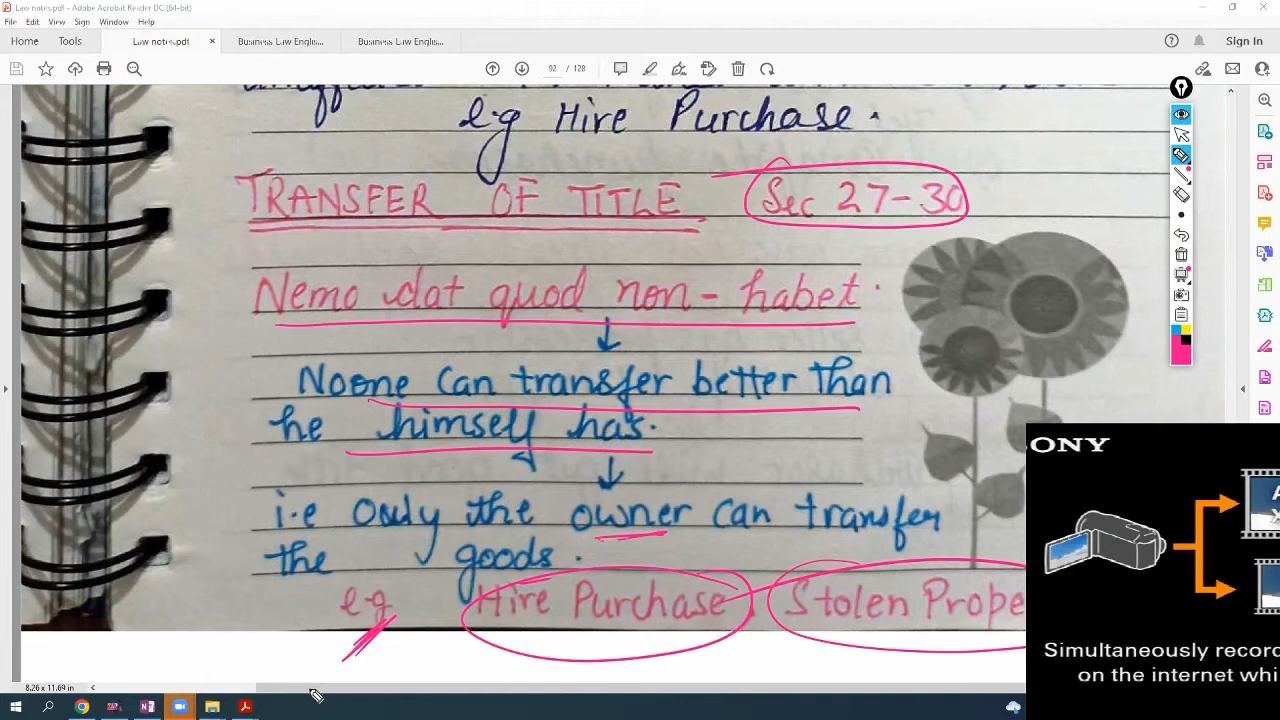 Law notes.pdf - Adobe Acrobat Reader DC (64-bit)
File Edit View Sign Window Help
Home Tools Law notes.pdf × Business Law Englis... Business Law Englis... Sign In
92 / 128
e.g Hire Purchase.
TRANSFER OF TITLE Sec 27-30
Nemo dat quod non-habet.
Noone can transfer better than
he himself has.
i.e only the owner can transfer
the goods.
e.g Hire Purchase Stolen Prope
8.26 x 11.69 in
ONY
Simultaneously record
on the internet whi